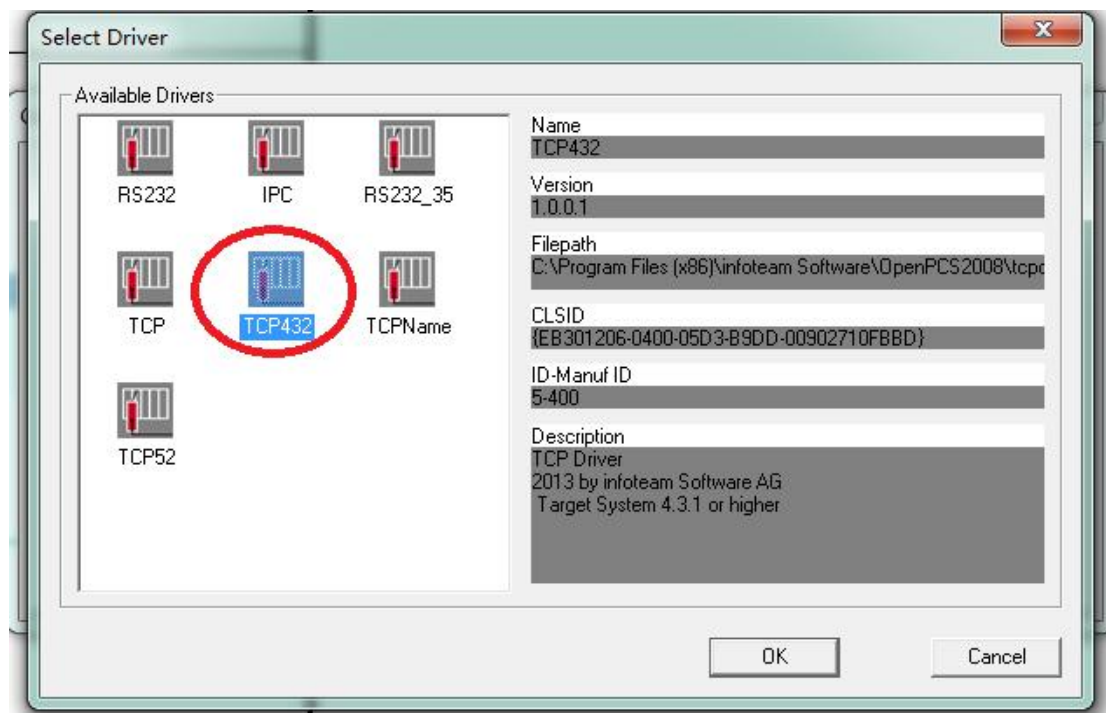 Select Driver
Available Drivers
RS232
IPC
RS232_35
TCP
TCP432
TCPName
TCP52
Name
TCP432
Version
1.0.0.1
Filepath
C:\Program Files (x86)\infoteam Software\OpenPCS2008\tcpc
CLSID
{EB301206-0400-05D3-B9DD-00902710FBBD}
ID-Manuf ID
5-400
Description
TCP Driver
2013 by infoteam Software AG
Target System 4.3.1 or higher
OK
Cancel